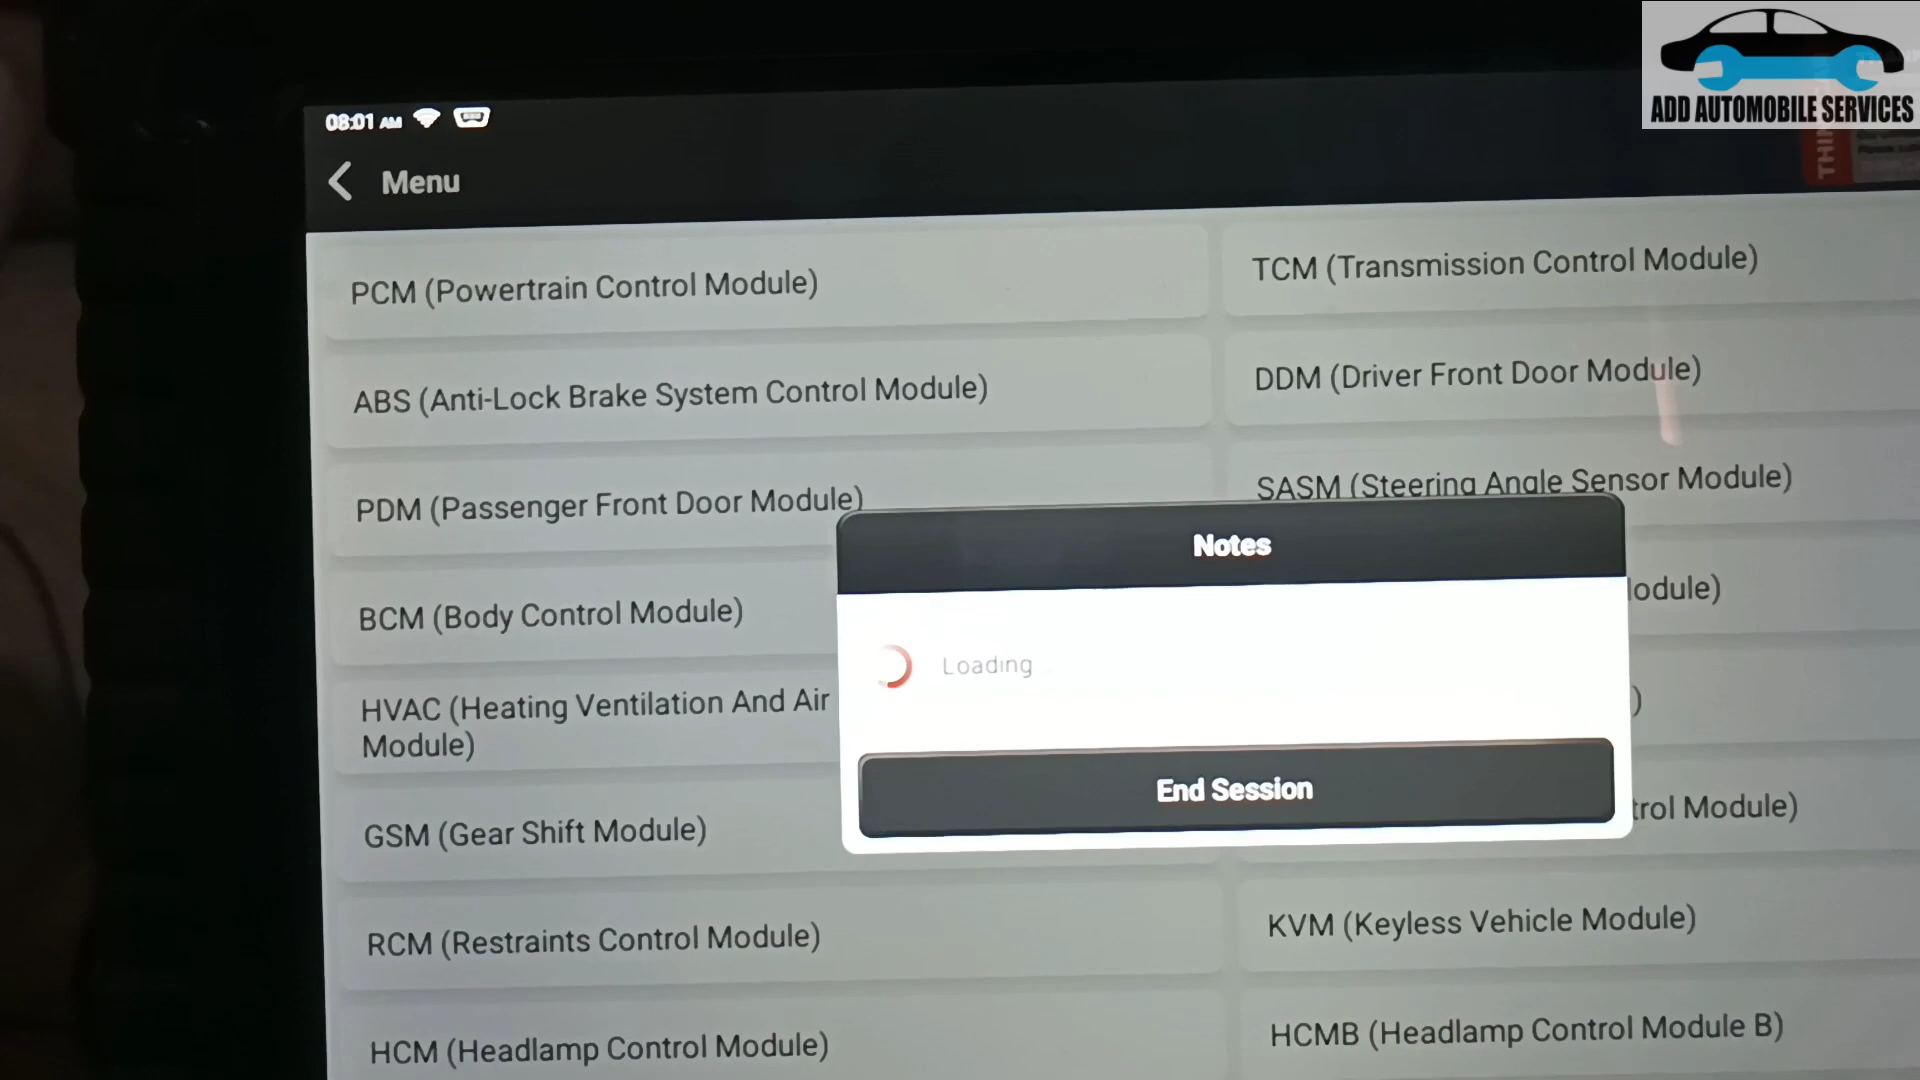 ADD AUTOMOBILE SERVICES
08:01 AM
Menu
PCM (Powertrain Control Module)
TCM (Transmission Control Module)
ABS (Anti-Lock Brake System Control Module)
DDM (Driver Front Door Module)
PDM (Passenger Front Door Module)
SASM (Steering Angle Sensor Module)
Notes
BCM (Body Control Module)
odule)
Loading
HVAC (Heating Ventilation And Air
Module)
)
End Session
GSM (Gear Shift Module)
trol Module)
RCM (Restraints Control Module)
KVM (Keyless Vehicle Module)
HCM (Headlamp Control Module)
HCMB (Headlamp Control Module B)